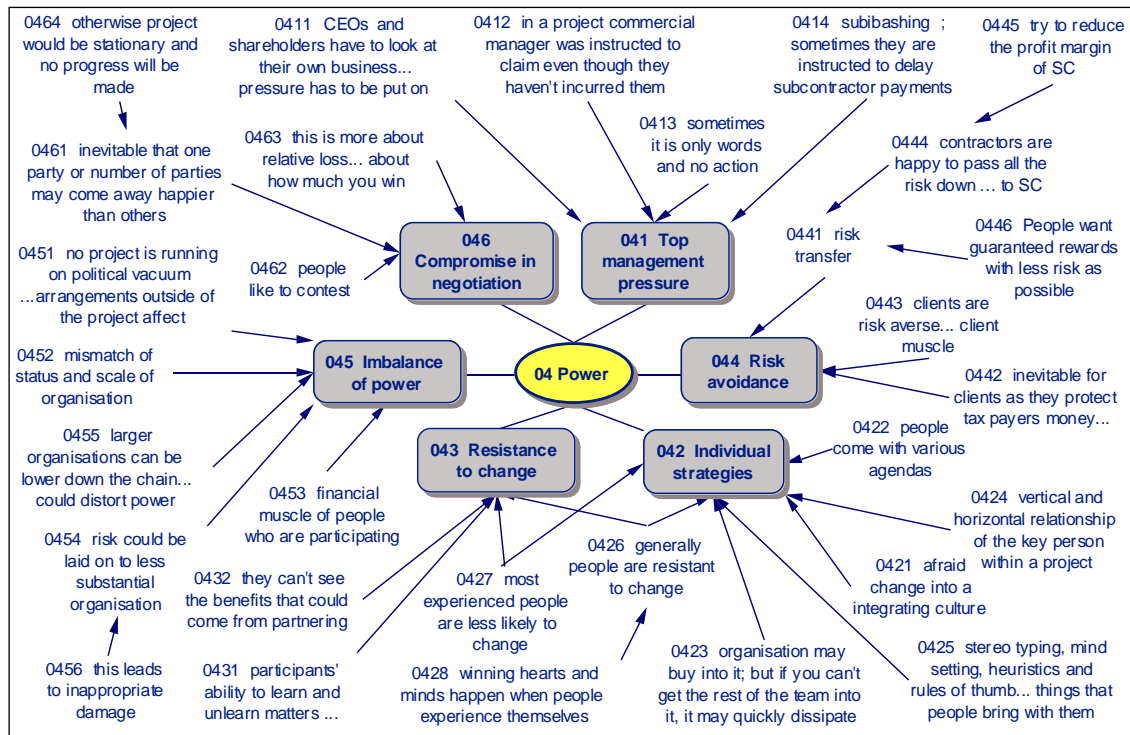 0464 otherwise project
would be stationary and
no progress will be
made
0411 CEOs and
shareholders have to look at
their own business...
pressure has to be put on
0412 in a project commercial
manager was instructed to
claim even though they
haven't incurred them
0414 subibashing ;
sometimes they are
instructed to delay
subcontractor payments
0445 try to reduce
the profit margin
of SC
0461 inevitable that one
party or number of parties
may come away happier
than others
0463 this is more about
relative loss... about
how much you win
0413 sometimes
it is only words
and no action
0444 contractors are
happy to pass all the
risk down ... to SC
0451 no project is running
on political vacuum
...arrangements outside of
the project affect
0462 people
like to contest
046
Compromise in
negotiation
041 Top
management
pressure
0441 risk
transfer
0446 People want
guaranteed rewards
with less risk as
possible
0443 clients are
risk averse... client
muscle
0452 mismatch of
status and scale of
organisation
045 Imbalance
of power
04 Power
044 Risk
avoidance
0442 inevitable for
clients as they protect
tax payers money...
0455 larger
organisations can be
lower down the chain...
could distort power
0453 financial
muscle of people
who are participating
043 Resistance
to change
042 Individual
strategies
0422 people
come with various
agendas
0424 vertical and
horizontal relationship
of the key person
within a project
0454 risk could be
laid on to less
substantial
organisation
0432 they can't see
the benefits that could
come from partnering
0427 most
experienced people
are less likely to
change
0426 generally
people are resistant
to change
0421 afraid
change into a
integrating culture
0456 this leads
to inappropriate
damage
0431 participants'
ability to learn and
unlearn matters ...
0428 winning hearts and
minds happen when people
experience themselves
0423 organisation may
buy into it; but if you can't
get the rest of the team into
it, it may quickly dissipate
0425 stereo typing, mind
setting, heuristics and
rules of thumb... things that
people bring with them